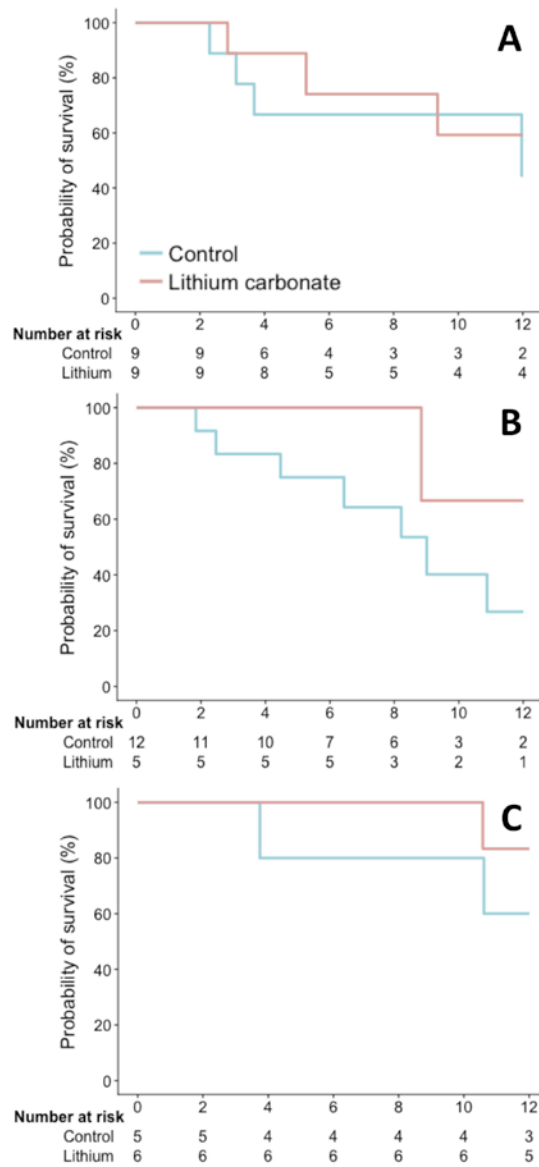 A
Probability of survival (%)
100
80
60
40
20
0
Control
Lithium carbonate
0 2 4 6 8 10 12
Number at risk
Control 9 9 6 4 3 3 2
Lithium 9 9 8 5 5 4 4
B
Probability of survival (%)
100
80
60
40
20
0
0 2 4 6 8 10 12
Number at risk
Control 12 11 10 7 6 3 2
Lithium 5 5 5 5 3 2 1
C
Probability of survival (%)
100
80
60
40
20
0
0 2 4 6 8 10 12
Number at risk
Control 5 5 4 4 4 4 3
Lithium 6 6 6 6 6 6 5